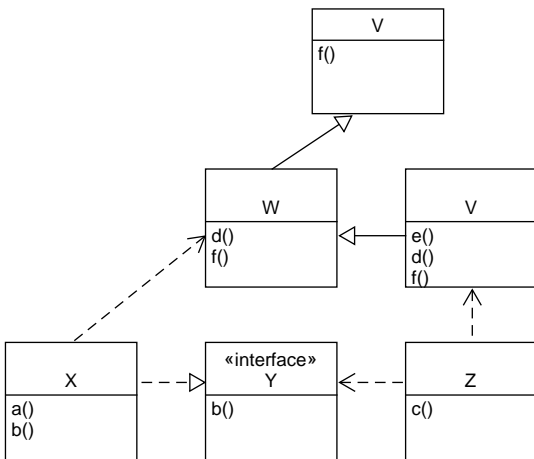 V
f()
W
d()
f()
V
e()
d()
f()
X
a()
b()
«interface»
Y
b()
Z
c()